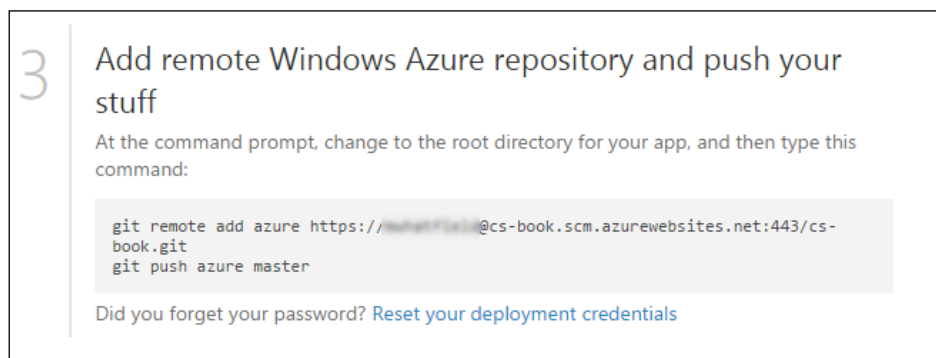 3
Add remote Windows Azure repository and push your
stuff
At the command prompt, change to the root directory for your app, and then type this
command:
git remote add azure https://@cs-book.scm.azurewebsites.net:443/cs-
book.git
git push azure master
Did you forget your password? Reset your deployment credentials